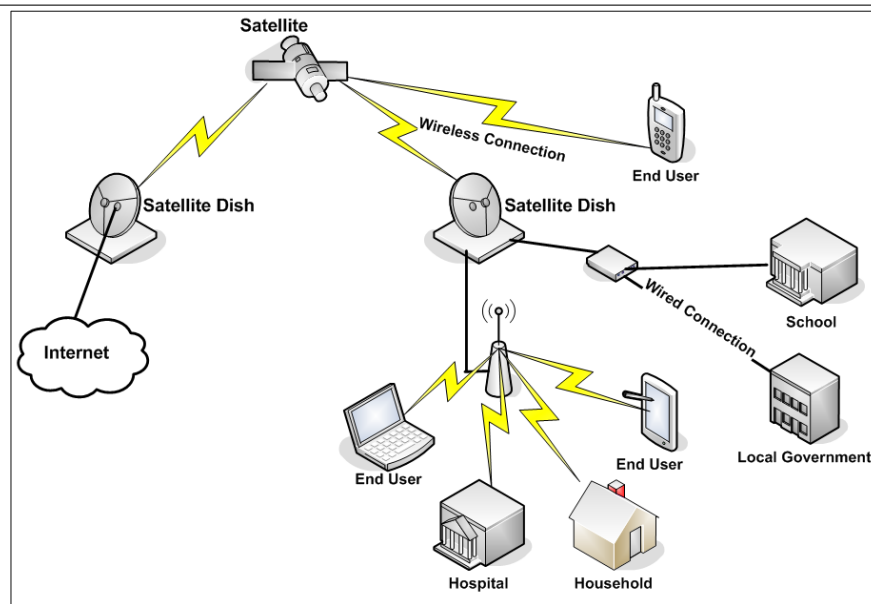 Satellite
Wireless Connection
End User
Satellite Dish
Satellite Dish
Internet
School
Wired Connection
Local Government
End User
End User
Hospital
Household